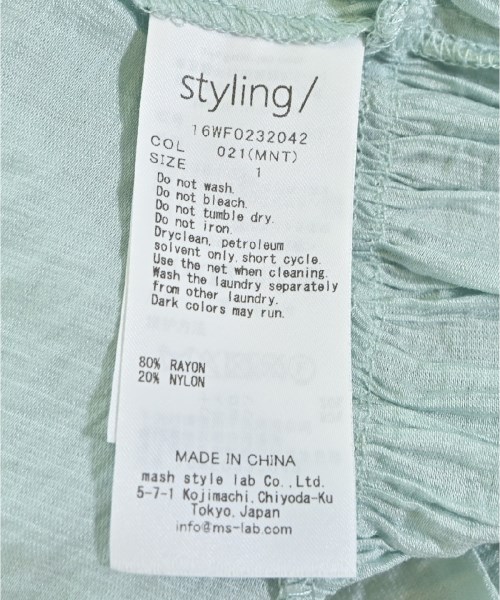 styling/
16WF0232042
COL 021(MNT)
SIZE 1
Do not wash.
Do not bleach.
Do not tumble dry.
Do not iron.
Dryclean, petroleum
solvent only. short cycle.
Use the net when cleaning.
Wash the laundry separately
from other laundry.
Dark colors may run.
80% RAYON
20% NYLON
MADE IN CHINA
mash style lab Co.,Ltd.
5-7-1 Kojimachi, Chiyoda-Ku
Tokyo, Japan
info@ms-lab.com